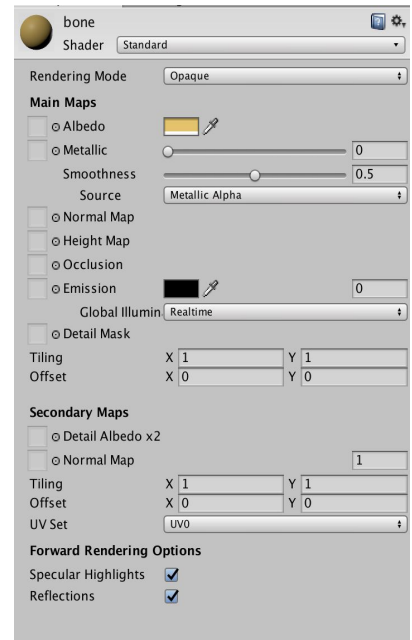 bone
Shader Standard
Rendering Mode Opaque
Main Maps
Albedo
Metallic 0
Smoothness 0.5
Source Metallic Alpha
Normal Map
Height Map
Occlusion
Emission 0
Global Illumin Realtime
Detail Mask
Tiling X 1 Y 1
Offset X 0 Y 0
Secondary Maps
Detail Albedo x2
Normal Map 1
Tiling X 1 Y 1
Offset X 0 Y 0
UV Set UV0
Forward Rendering Options
Specular Highlights
Reflections